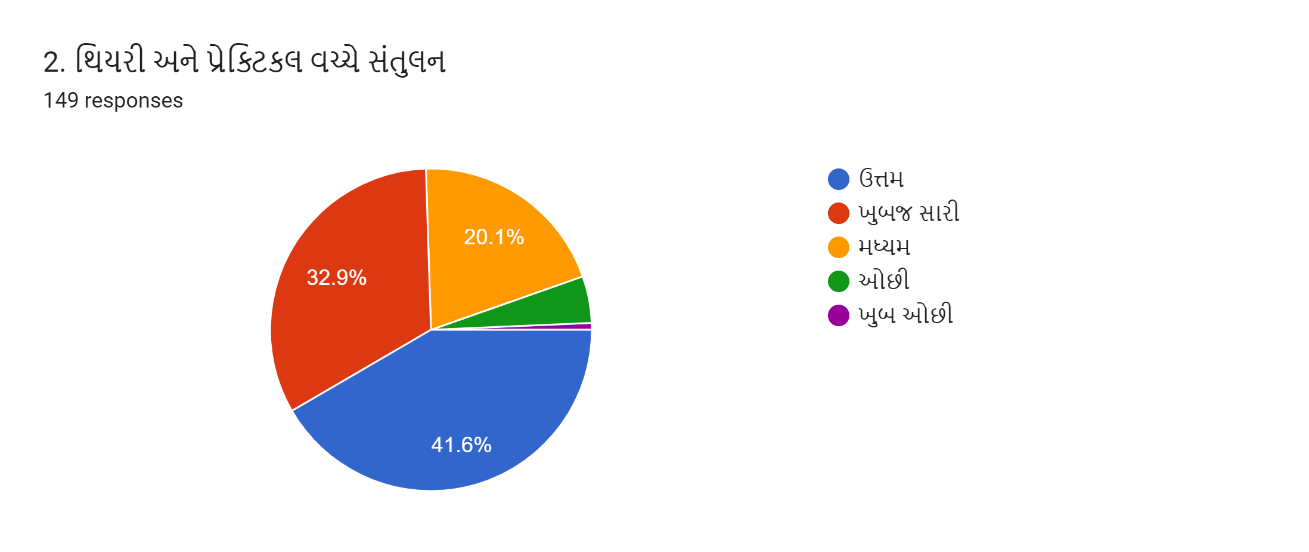 2. થિયરી અને પ્રેક્ટિકલ વચ્ચે સંતુલન
149 responses
ઉત્તમ
ખુબજ સારી
મધ્યમ
ઓછી
ખુબ ઓછી
20.1%
32.9%
41.6%